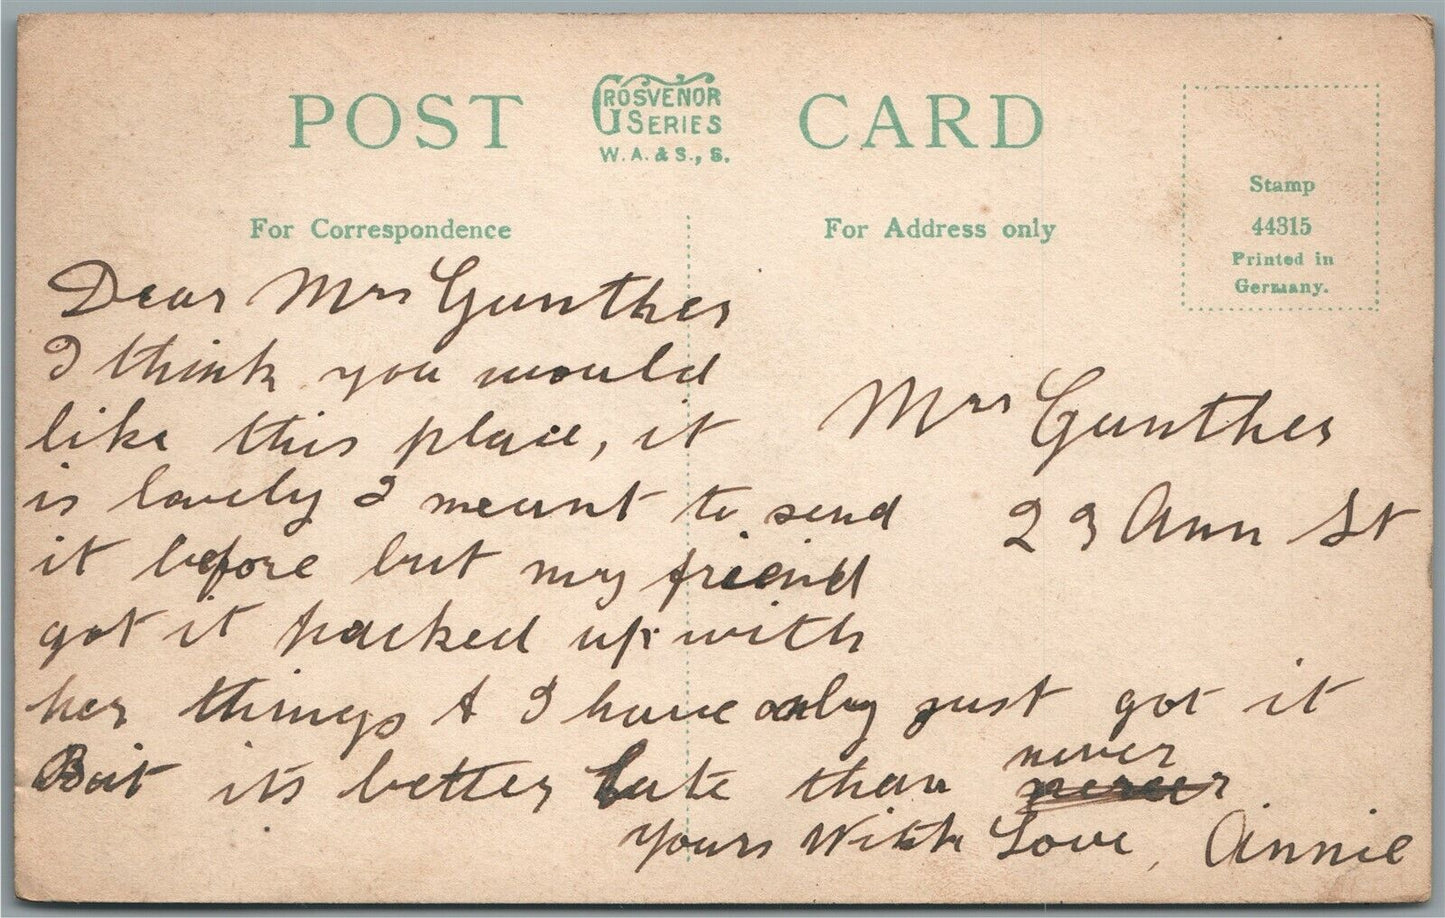 POST CARD
GROSVENOR
SERIES
W. A. & S., S.
Stamp
44315
Printed in
Germany.
For Correspondence
For Address only
Dear Mrs Gunther
I think you would
like this place, it
is lovely I meant to send
it before but my friend
got it packed up with
her things & I have only just got it
But its better late than never
Yours With Love, Annie
Mrs Gunther
23 Ann St